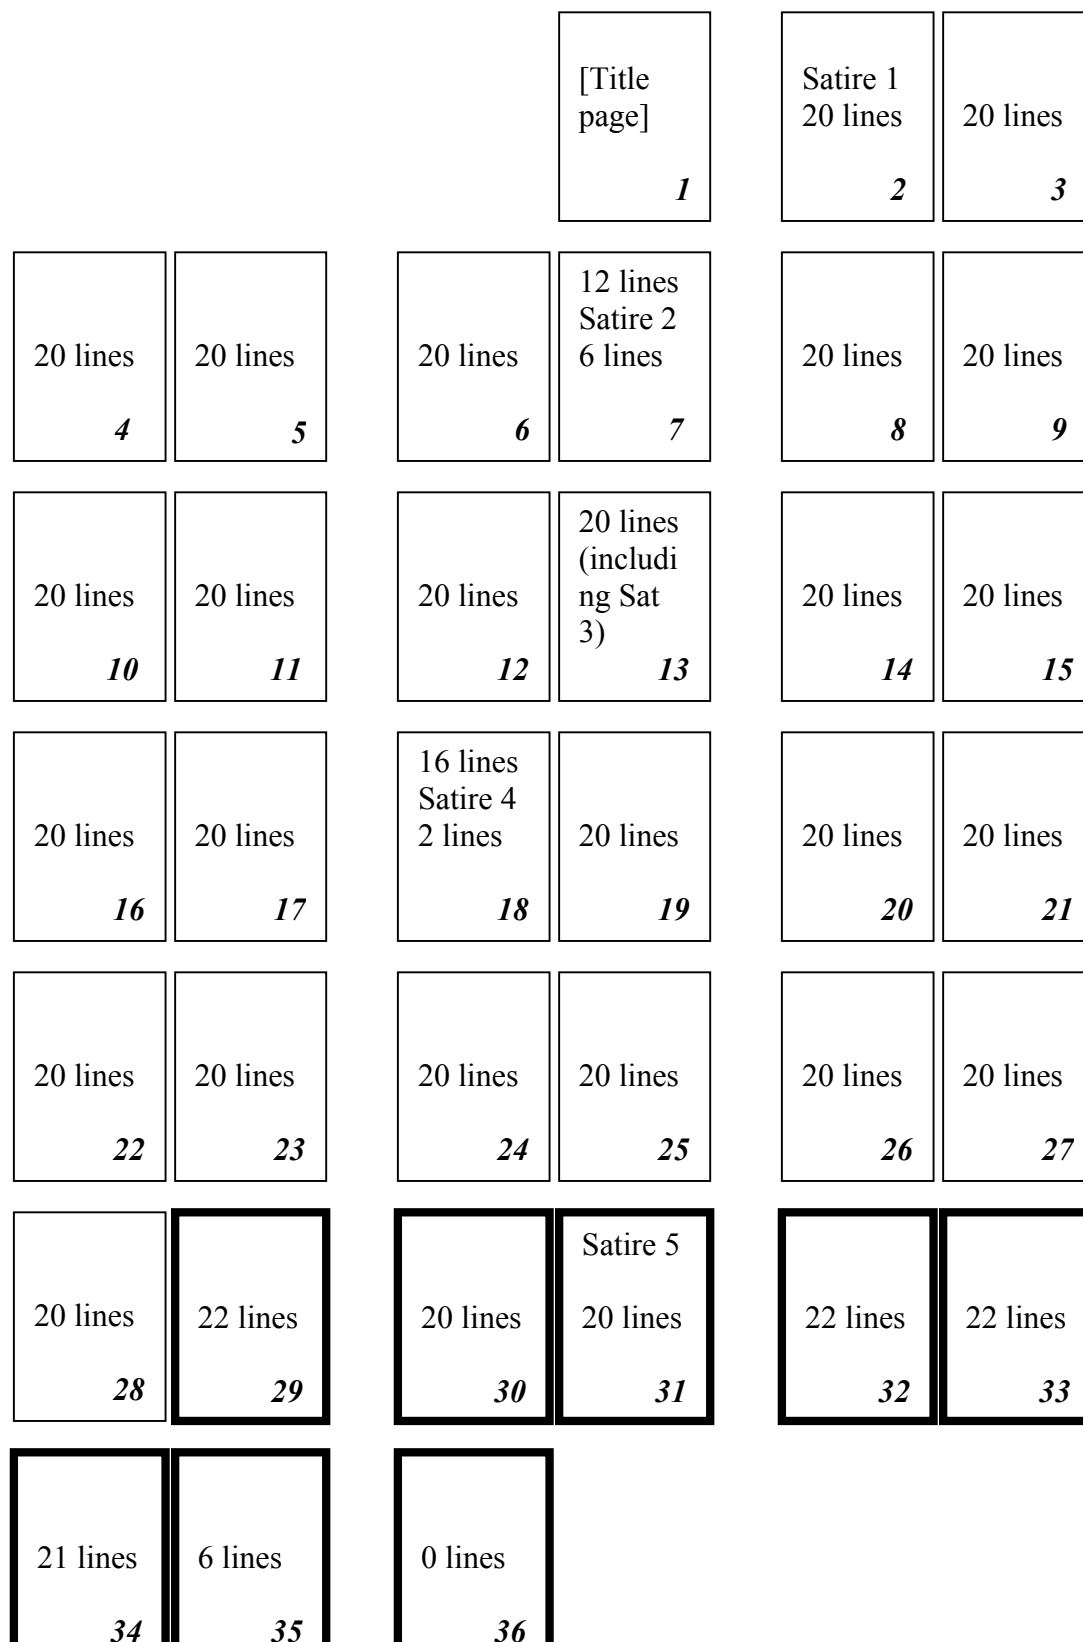 [Title
page]
1
Satire 1
20 lines
2
20 lines
3
20 lines
4
20 lines
5
20 lines
6
12 lines
Satire 2
6 lines
7
20 lines
8
20 lines
9
20 lines
10
20 lines
11
20 lines
12
20 lines
(includi
ng Sat
3)
13
20 lines
14
20 lines
15
20 lines
16
20 lines
17
16 lines
Satire 4
2 lines
18
20 lines
19
20 lines
20
20 lines
21
20 lines
22
20 lines
23
20 lines
24
20 lines
25
20 lines
26
20 lines
27
20 lines
28
22 lines
29
20 lines
30
Satire 5
20 lines
31
22 lines
32
22 lines
33
21 lines
34
6 lines
35
0 lines
36